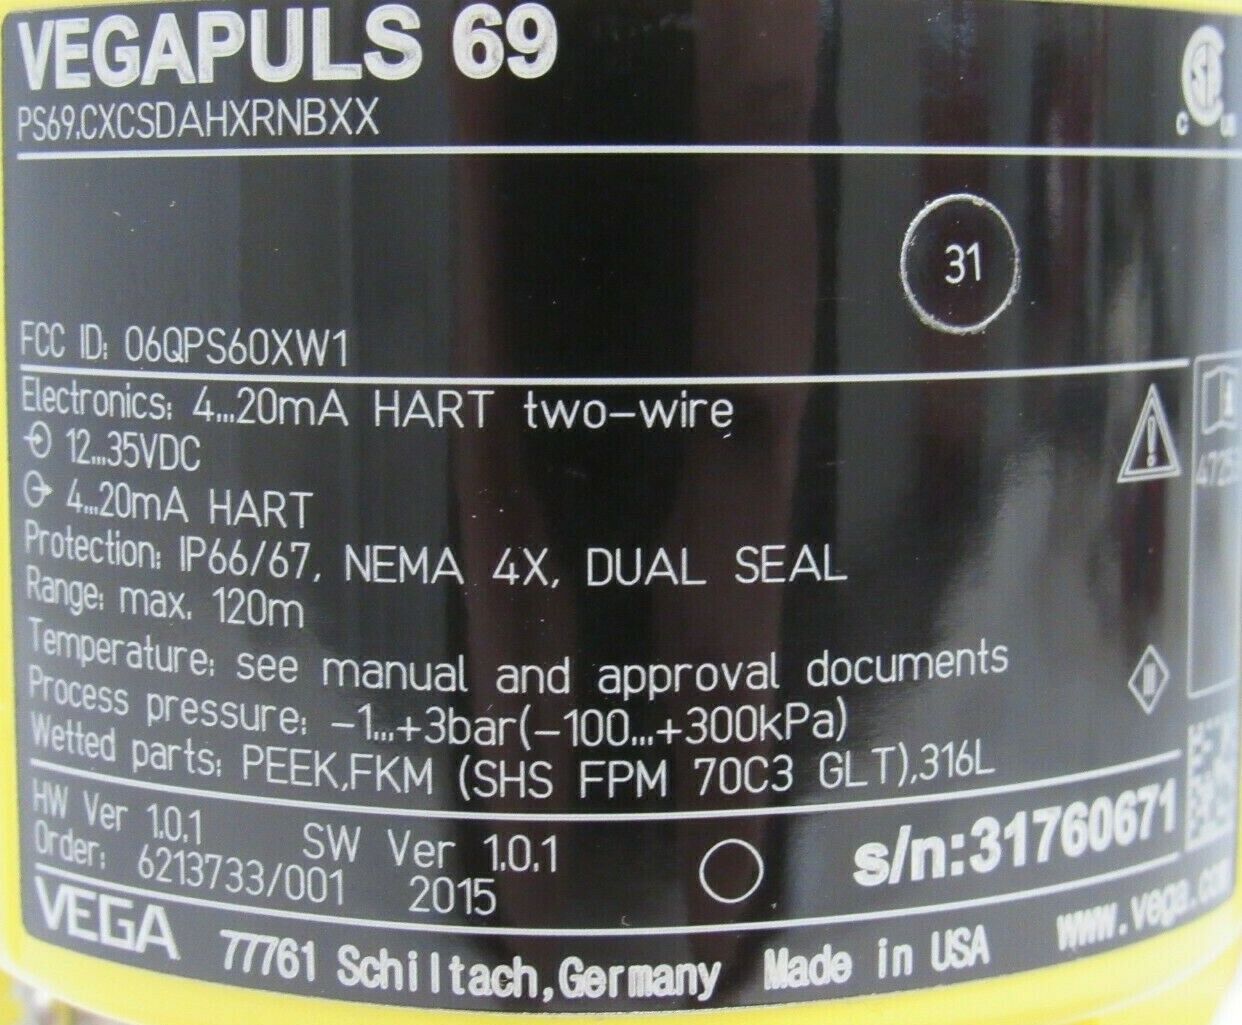 VEGAPULS 69
PS69.CXCSDAHXRNBXX
C US
31
FCC ID: O6QPS60XW1
Electronics: 4...20mA HART two-wire
12...35VDC
4...20mA HART
Protection: IP66/67, NEMA 4X, DUAL SEAL
Range: max. 120m
Temperature: see manual and approval documents
Process pressure: -1...+3bar(-100...+300kPa)
Wetted parts: PEEK,FKM (SHS FPM 70C3 GLT),316L
HW Ver 1.0.1 SW Ver 1.0.1
Order: 6213733/001 2015
s/n:31760671
VEGA 77761 Schiltach,Germany Made in USA www.vega.com